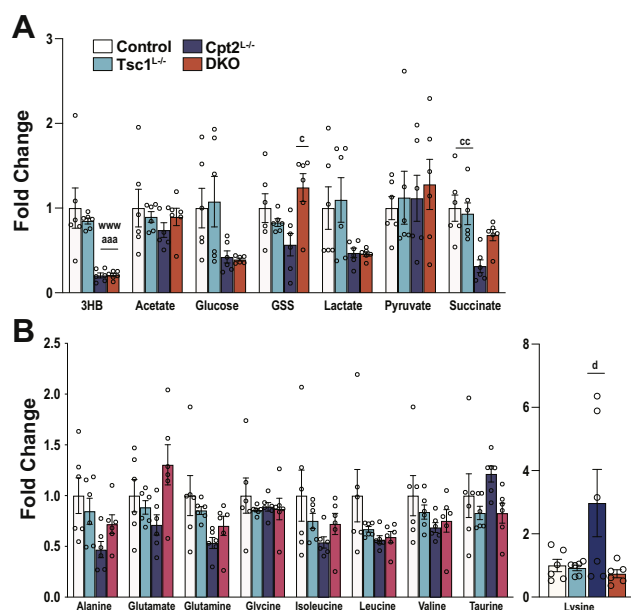 A
Control
Cpt2L-/-
Tsc1L-/-
DKO
Fold Change
3
2
1
0
www
aaa
c
cc
3HB
Acetate
Glucose
GSS
Lactate
Pyruvate
Succinate
B
Fold Change
2.5
2.0
1.5
1.0
0.5
0.0
Alanine
Glutamate
Glutamine
Glycine
Isoleucine
Leucine
Valine
Taurine
8
6
4
2
0
d
Lysine